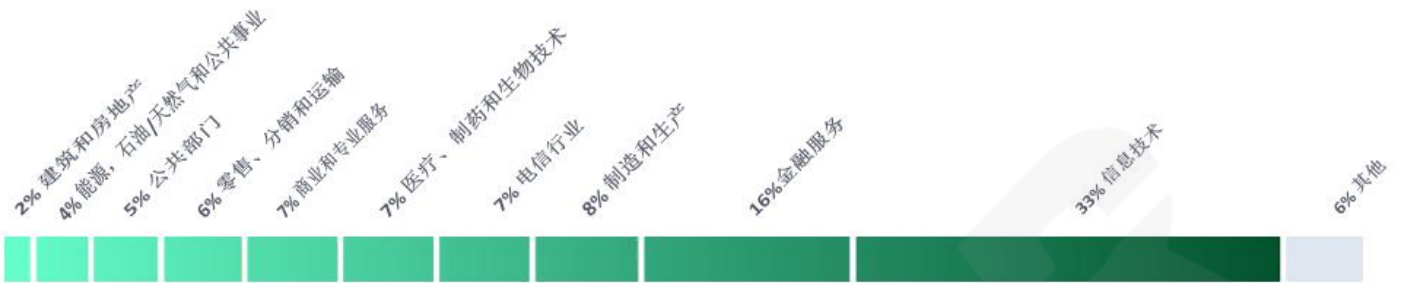 2% 建筑和房地产
4% 能源，石油/天然气和公共事业
5% 公共部门
6% 零售、分销和运输
7% 商业和专业服务
7% 医疗、制药和生物技术
7% 电信行业
8% 制造和生产
16%金融服务
33% 信息技术
6% 其他